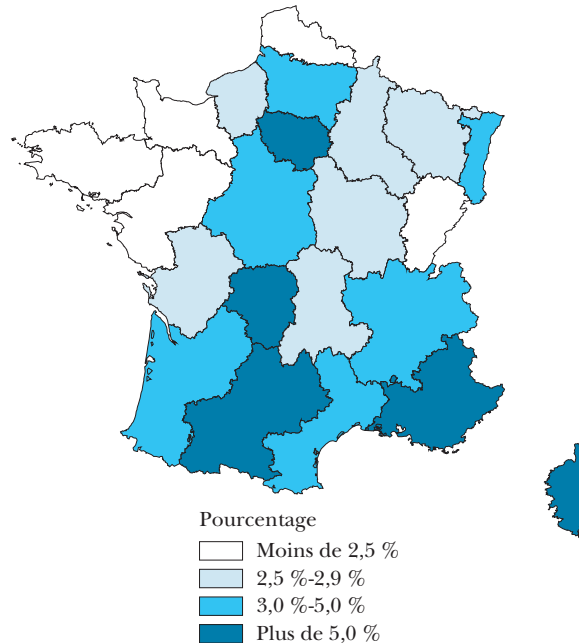 Pourcentage
Moins de 2,5 %
2,5 %-2,9 %
3,0 %-5,0 %
Plus de 5,0 %